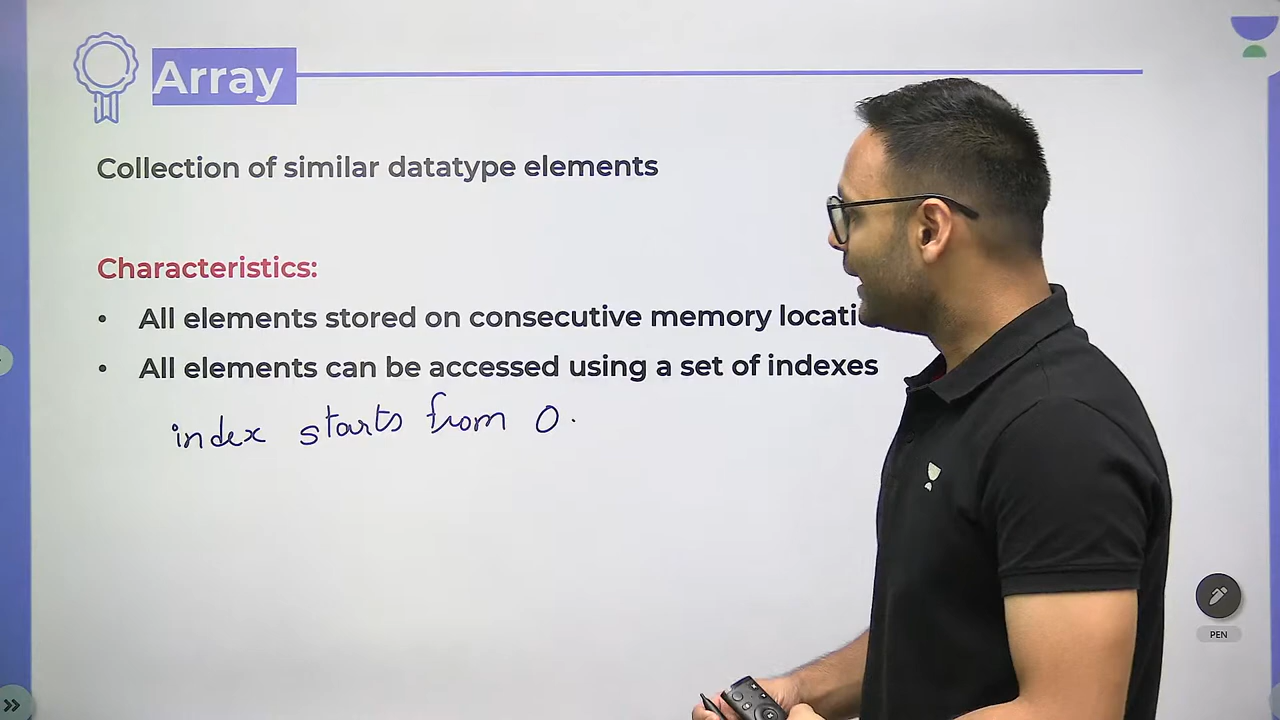 Array
Collection of similar datatype elements
Characteristics:
• All elements stored on consecutive memory
• All elements can be accessed using a set of indexes
index starts from 0.
PEN